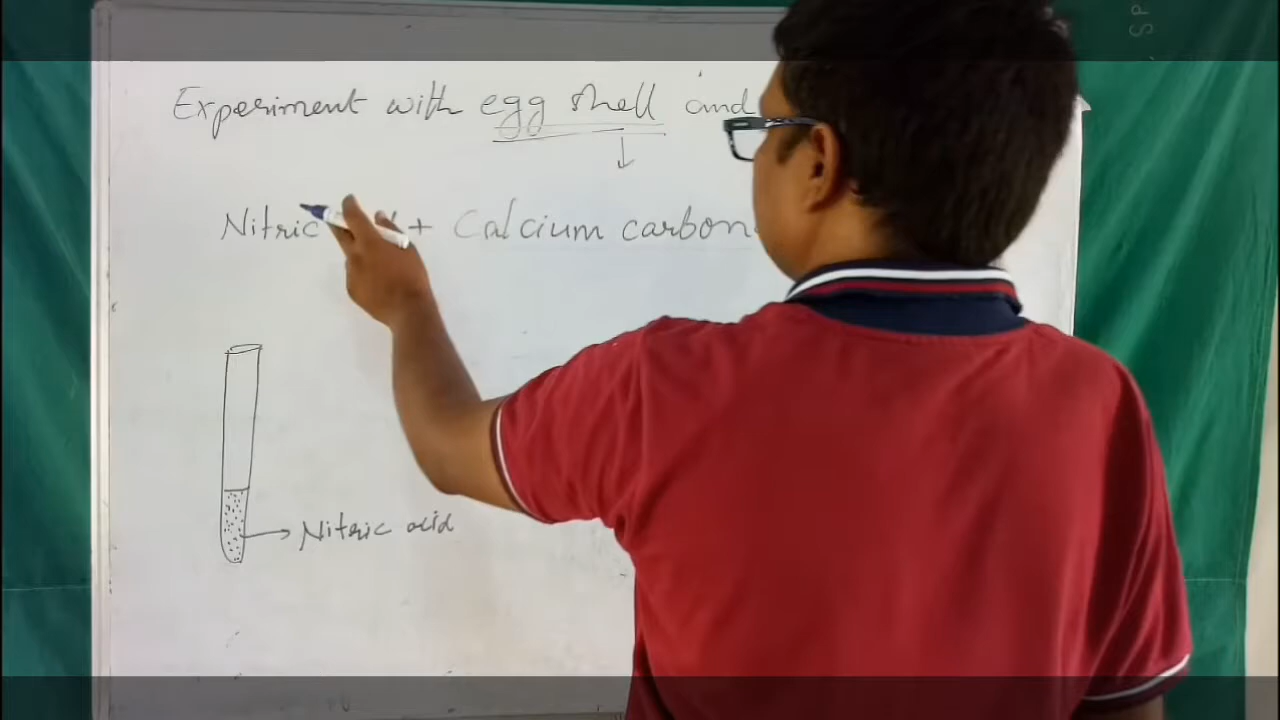 Experiment with egg shell and
Nitric + Calcium carbon
Nitric acid